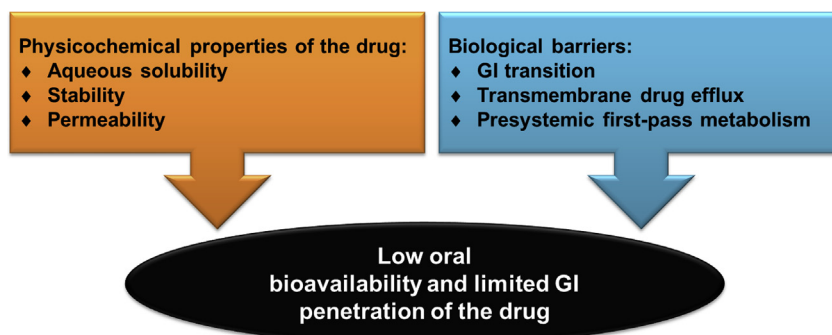 Physicochemical properties of the drug:
♦ Aqueous solubility
♦ Stability
♦ Permeability
Biological barriers:
♦ GI transition
♦ Transmembrane drug efflux
♦ Presystemic first-pass metabolism
Low oral
bioavailability and limited GI
penetration of the drug